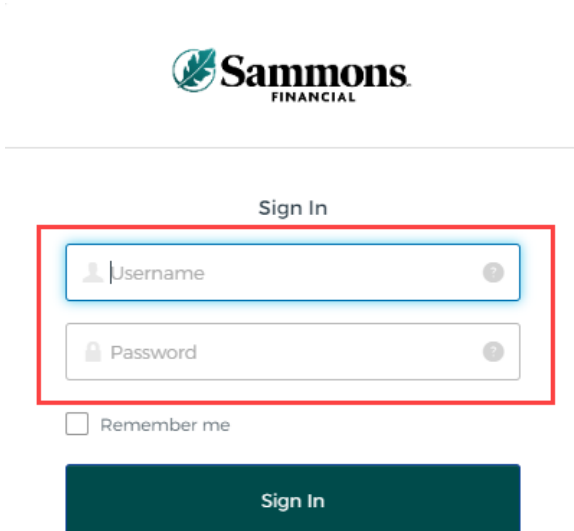 Sammons
FINANCIAL
Sign In
Username
?
Password
?
Remember me
Sign In